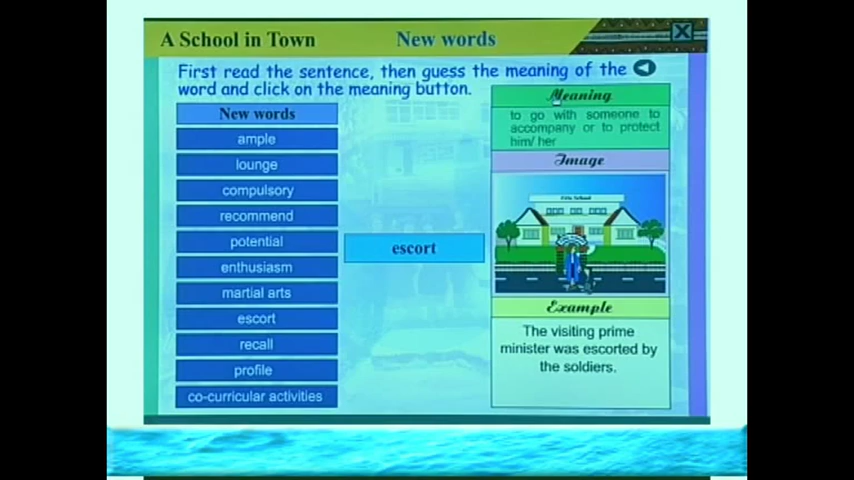 A School in Town
New words
First read the sentence, then guess the meaning of the
word and click on the meaning button.
New words
ample
lounge
compulsory
recommend
potential
enthusiasm
martial arts
escort
recall
profile
co-curricular activities
escort
Meaning
to go with someone to
accompany or to protect
him/ her
Image
Example
The visiting prime
minister was escorted by
the soldiers.